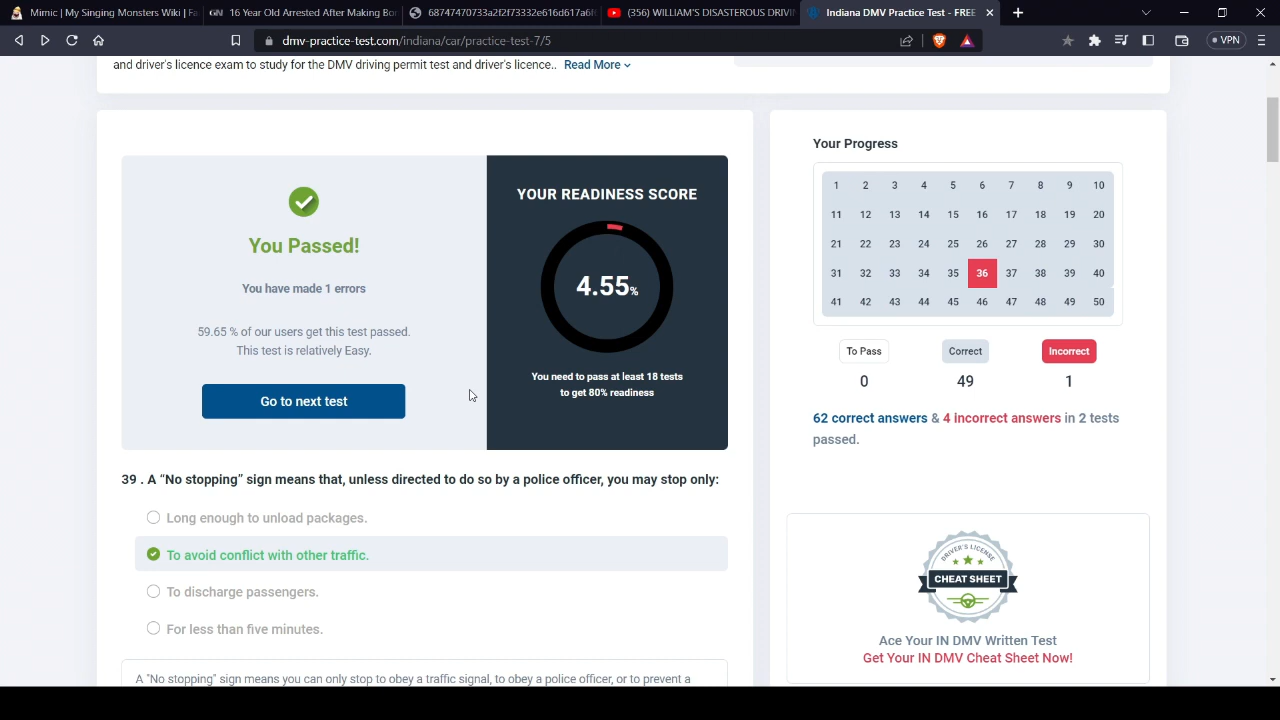 Mimic | My Singing Monsters Wiki | Fa
GN 16 Year Old Arrested After Making Bor
68747470733a2f2f73332e616d617a6f
(356) WILLIAM'S DISASTEROUS DRIVIN
Indiana DMV Practice Test - FREE
dmv-practice-test.com/indiana/car/practice-test-7/5
VPN
and driver's licence exam to study for the DMV driving permit test and driver's licence.. Read More
You Passed!
You have made 1 errors
59.65 % of our users get this test passed.
This test is relatively Easy.
Go to next test
YOUR READINESS SCORE
4.55%
You need to pass at least 18 tests
to get 80% readiness
39 . A “No stopping” sign means that, unless directed to do so by a police officer, you may stop only:
Long enough to unload packages.
To avoid conflict with other traffic.
To discharge passengers.
For less than five minutes.
A "No stopping" sign means you can only stop to obey a traffic signal, to obey a police officer, or to prevent a
Your Progress
1 2 3 4 5 6 7 8 9 10
11 12 13 14 15 16 17 18 19 20
21 22 23 24 25 26 27 28 29 30
31 32 33 34 35 36 37 38 39 40
41 42 43 44 45 46 47 48 49 50
To Pass Correct Incorrect
0 49 1
62 correct answers & 4 incorrect answers in 2 tests
passed.
DRIVER'S LICENSE
CHEAT SHEET
Ace Your IN DMV Written Test
Get Your IN DMV Cheat Sheet Now!